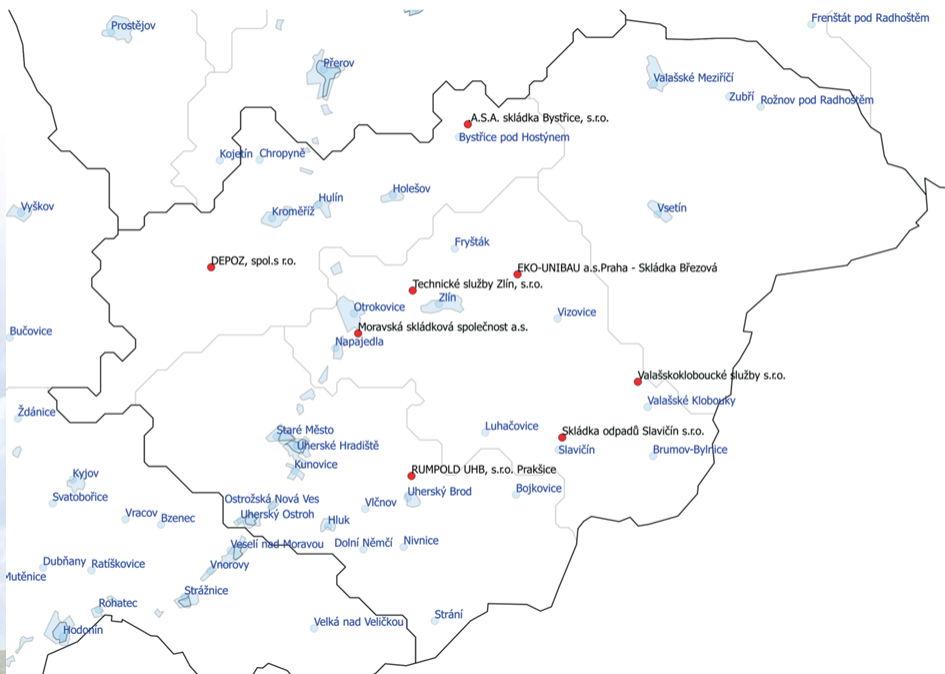 Frenštát pod Radhoštěm
Prostějov
Přerov
Valašské Meziříčí
Zubří
Rožnov pod Radhoštěm
A.S.A. skládka Bystřice, s.r.o.
Bystřice pod Hostýnem
Kojetín
Chropyně
Holešov
Hulín
Kroměříž
Vyškov
Vsetín
Fryšták
DEPOZ, spol.s r.o.
EKO-UNIBAU a.s.Praha - Skládka Březová
Technické služby Zlín, s.r.o.
Zlín
Otrokovice
Vizovice
Moravská skládková společnost a.s.
Bučovice
Napajedla
Valašskokloboucké služby s.r.o.
Valašské Klobouky
Ždánice
Luhačovice
Staré Město
Skládka odpadů Slavičín s.r.o.
Uherské Hradiště
Slavičín
Brumov-Bylnice
Kunovice
RUMPOLD UHB, s.r.o. Prakšice
Kyjov
Uherský Brod
Bojkovice
Svatobořice
Ostrožská Nová Ves
Vlčnov
Vracov
Bzenec
Uherský Ostroh
Hluk
Veselí nad Moravou
Dolní Němčí
Nivnice
Dubňany
Ratíškovice
Vnorovy
Mutěnice
Strážnice
Rohatec
Strání
Velká nad Veličkou
Hodonín